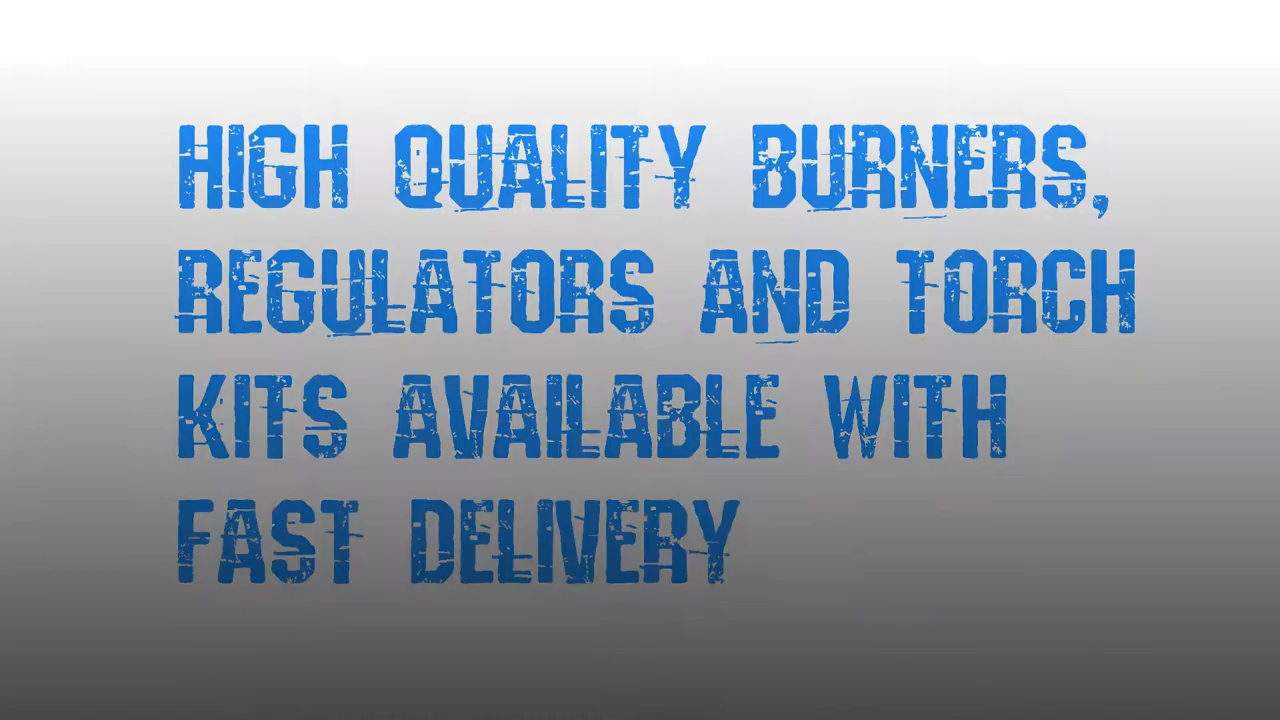 HIGH QUALITY BURNERS,
REGULATORS AND TORCH
KITS AVAILABLE WITH
FAST DELIVERY